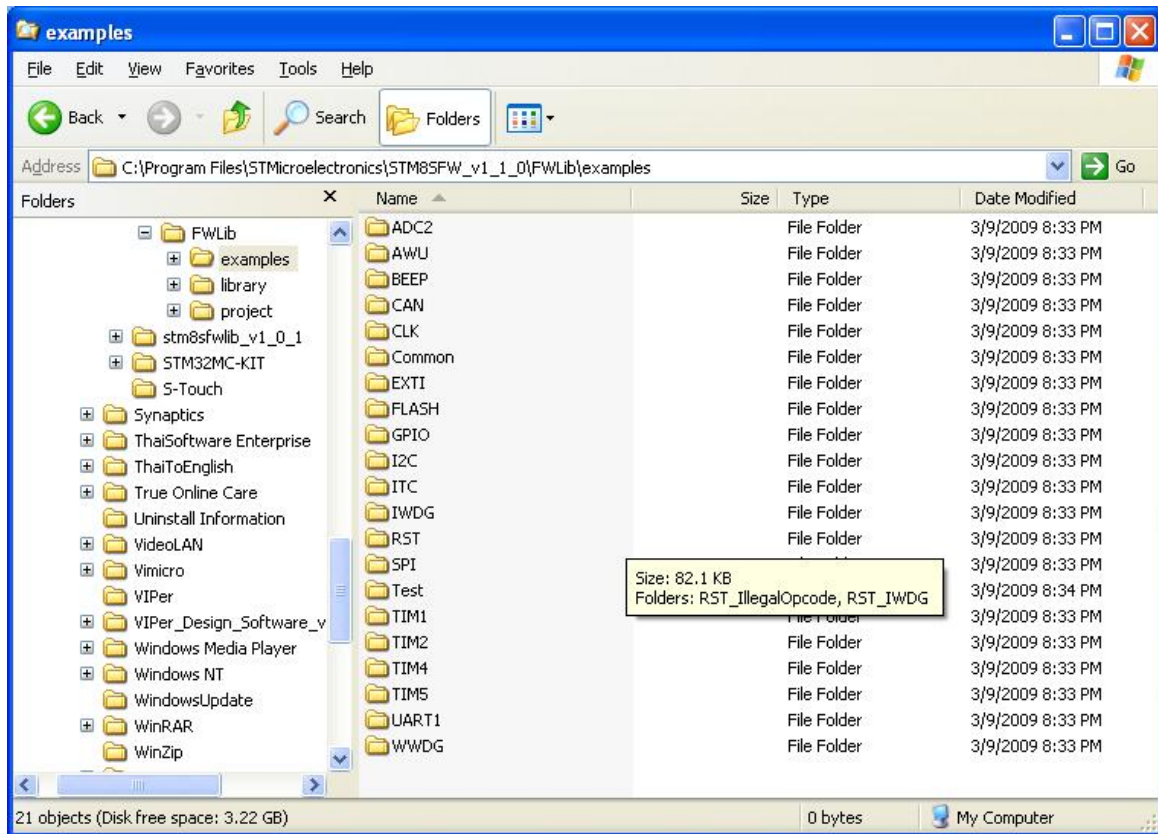 examples
File Edit View Favorites Tools Help
Back Search Folders
Address C:\Program Files\STMicroelectronics\STM8SFW_v1_1_0\FWLib\examples Go
Folders Name Size Type Date Modified
FWLib
examples
library
project
stm8sfwlib_v1_0_1
STM32MC-KIT
S-Touch
Synaptics
ThaiSoftware Enterprise
ThaiToEnglish
True Online Care
Uninstall Information
VideoLAN
Vimicro
VIPer
VIPer_Design_Software_v
Windows Media Player
Windows NT
WindowsUpdate
WinRAR
WinZip
ADC2 File Folder 3/9/2009 8:33 PM
AWU File Folder 3/9/2009 8:33 PM
BEEP File Folder 3/9/2009 8:33 PM
CAN File Folder 3/9/2009 8:33 PM
CLK File Folder 3/9/2009 8:33 PM
Common File Folder 3/9/2009 8:33 PM
EXTI File Folder 3/9/2009 8:33 PM
FLASH File Folder 3/9/2009 8:33 PM
GPIO File Folder 3/9/2009 8:33 PM
I2C File Folder 3/9/2009 8:33 PM
ITC File Folder 3/9/2009 8:33 PM
IWDG File Folder 3/9/2009 8:33 PM
RST File Folder 3/9/2009 8:33 PM
SPI 3/9/2009 8:33 PM
Test 3/9/2009 8:34 PM
TIM1 File Folder 3/9/2009 8:33 PM
TIM2 File Folder 3/9/2009 8:33 PM
TIM4 File Folder 3/9/2009 8:33 PM
TIM5 File Folder 3/9/2009 8:33 PM
UART1 File Folder 3/9/2009 8:33 PM
WWDG File Folder 3/9/2009 8:33 PM
Size: 82.1 KB
Folders: RST_IllegalOpcode, RST_IWDG
21 objects (Disk free space: 3.22 GB) 0 bytes My Computer